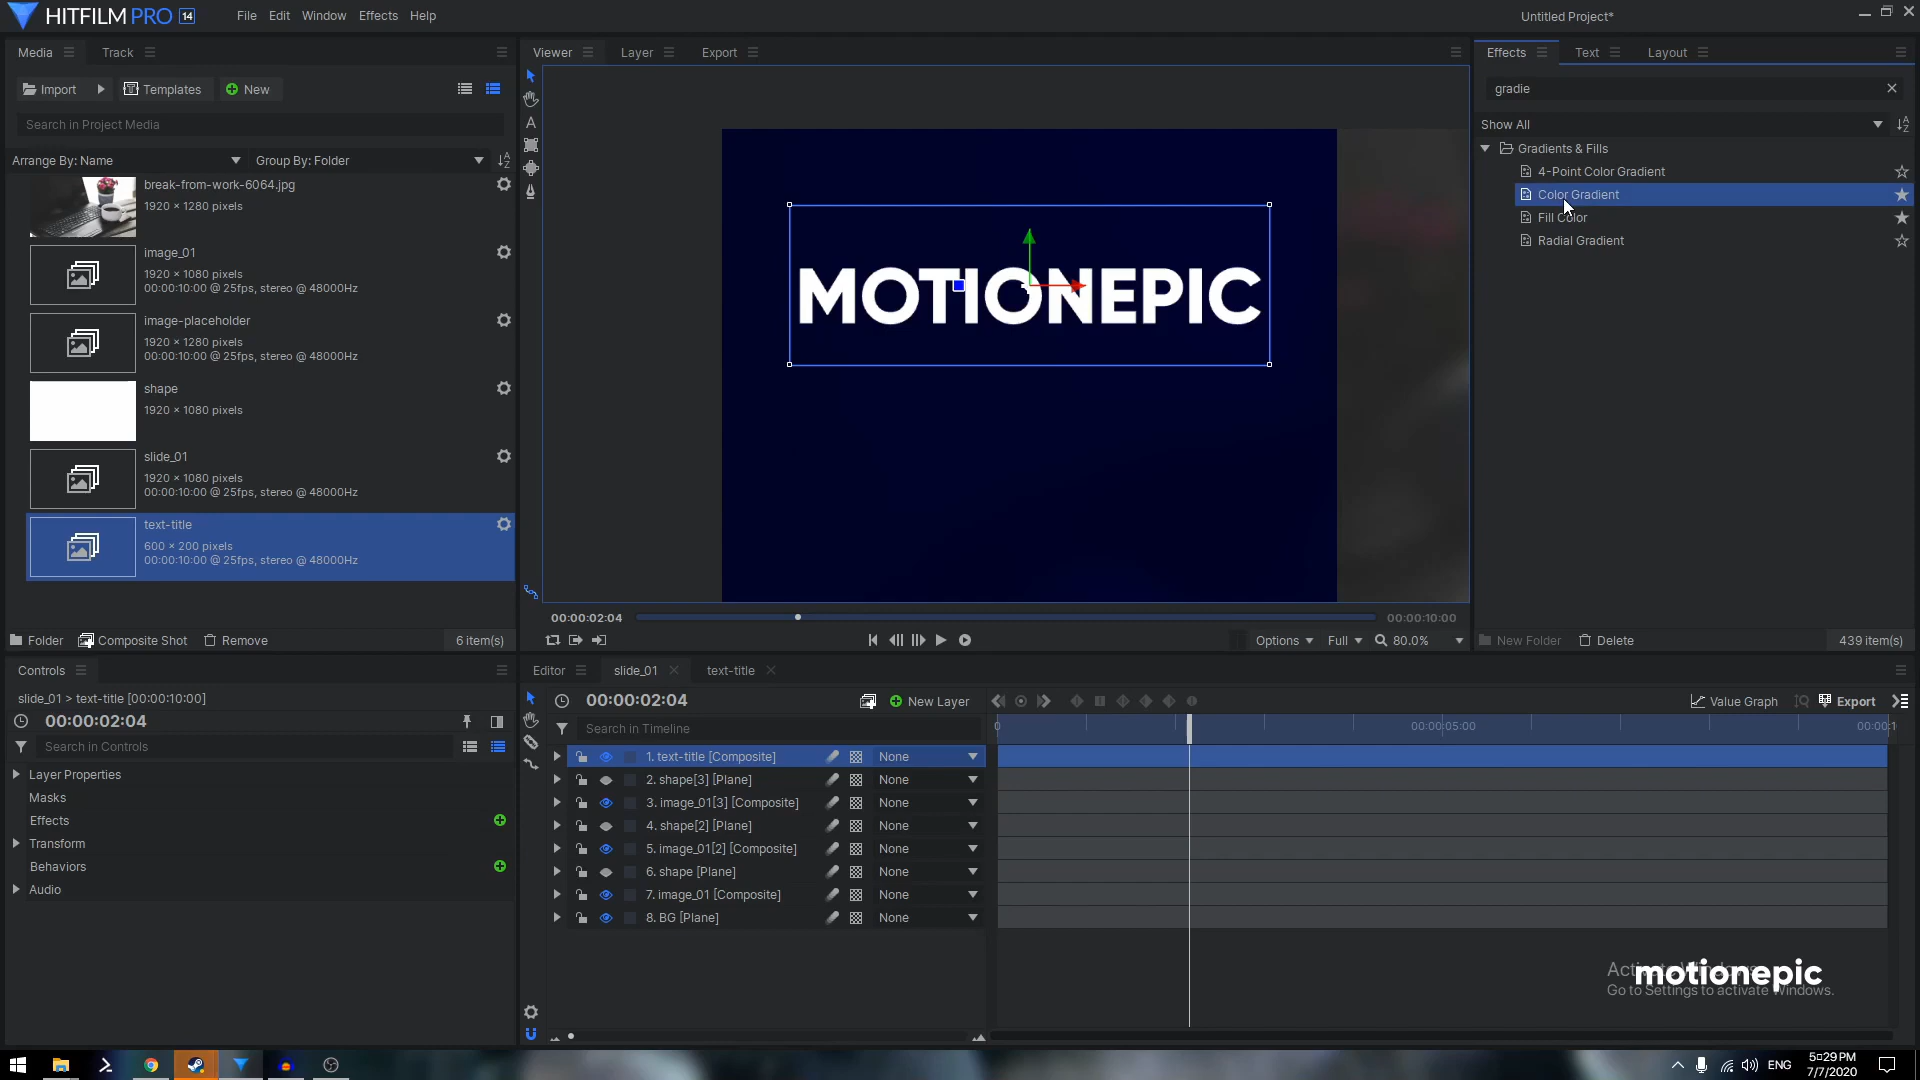 HITFILM PRO 14
File Edit Window Effects Help
Untitled Project*
Media Track
Import Templates New
Search in Project Media
Arrange By: Name Group By: Folder
break-from-work-6064.jpg
1920 × 1280 pixels
image_01
1920 × 1080 pixels
00:00:10:00 @ 25fps, stereo @ 48000Hz
image-placeholder
1920 × 1280 pixels
00:00:10:00 @ 25fps, stereo @ 48000Hz
shape
1920 × 1080 pixels
slide_01
1920 × 1080 pixels
00:00:10:00 @ 25fps, stereo @ 48000Hz
text-title
600 × 200 pixels
00:00:10:00 @ 25fps, stereo @ 48000Hz
Folder Composite Shot Remove 6 item(s)
Viewer Layer Export
MOTIONEPIC
00:00:02:04 00:00:10:00
Options Full 80.0%
Effects Text Layout
gradie
Show All
Gradients & Fills
4-Point Color Gradient
Color Gradient
Fill Color
Radial Gradient
New Folder Delete 439 item(s)
Controls
slide_01 > text-title [00:00:10:00]
00:00:02:04
Search in Controls
Layer Properties
Masks
Effects
Transform
Behaviors
Audio
Editor slide_01 text-title
00:00:02:04 New Layer Value Graph Export
Search in Timeline
0 00:00:05:00 00:00:1
1. text-title [Composite] None
2. shape[3] [Plane] None
3. image_01[3] [Composite] None
4. shape[2] [Plane] None
5. image_01[2] [Composite] None
6. shape [Plane] None
7. image_01 [Composite] None
8. BG [Plane] None
motionepic
Go to Settings to activate Windows.
ENG
5:29 PM
7/7/2020